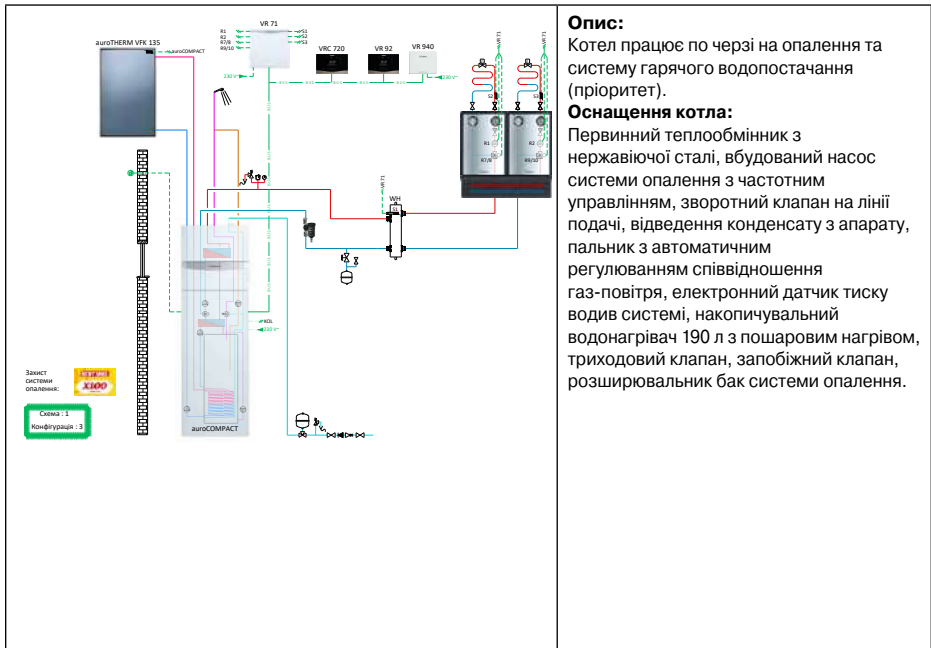 VR 71
R1
R2
R7/8
R9/10
S1
S2
S3
230 V~
auroTHERM VFK 135
auroCOMPACT
VRC 720
VR 92
VR 940
230 V~
VR 71
VR 71
S2
S3
R1
R2
R7/8
R9/10
VR 71
WH
S1
KOL
230 V~
Захист
системи
опалення:
X100
Схема : 1
Конфігурація : 3
auroCOMPACT
Опис:
Котел працює по черзі на опалення та
систему гарячого водопостачання
(пріоритет).
Оснащення котла:
Первинний теплообмінник з
нержавіючої сталі, вбудований насос
системи опалення з частотним
управлінням, зворотний клапан на лінії
подачі, відведення конденсату з апарату,
пальник з автоматичним
регулюванням співвідношення
газ-повітря, електронний датчик тиску
водив системі, накопичувальний
водонагрівач 190 л з пошаровим нагрівом,
триходовий клапан, запобіжний клапан,
розширювальник бак системи опалення.